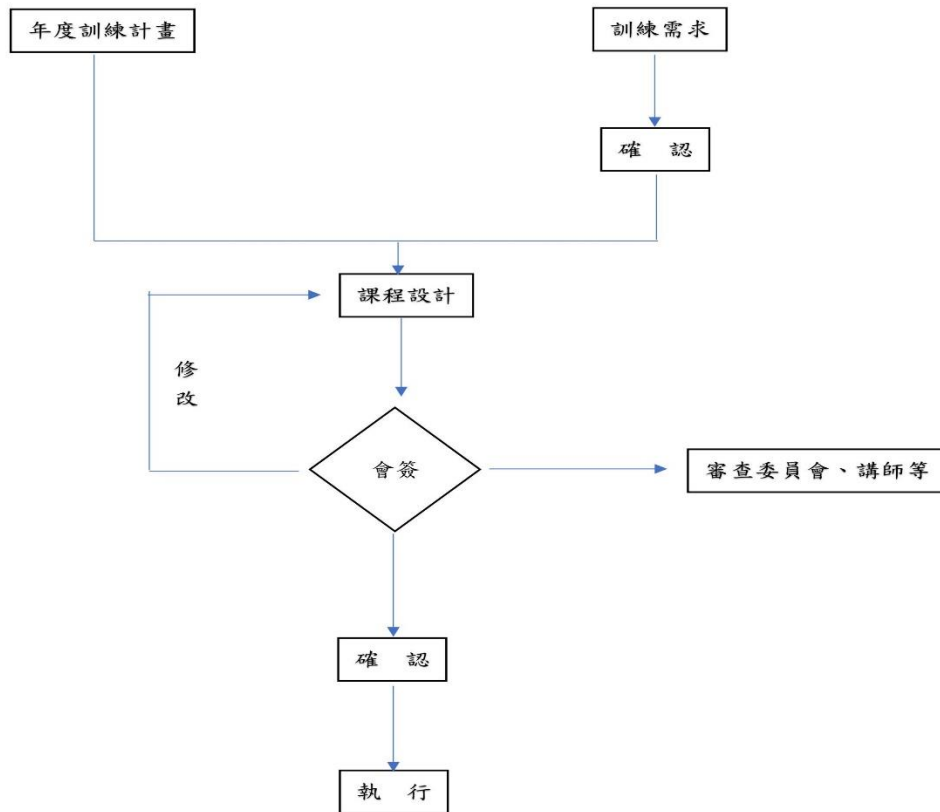 年度訓練計畫
訓練需求
確 認
課程設計
修
改
會簽
審查委員會、講師等
確 認
執 行